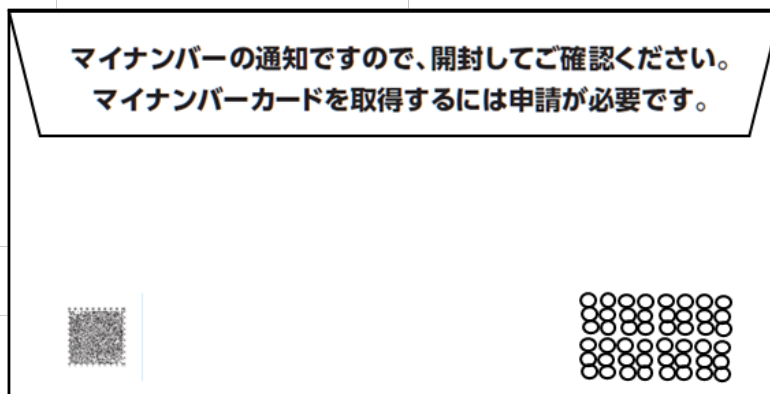 マイナンバーの通知ですので、開封してご確認ください。
マイナンバーカードを取得するには申請が必要です。